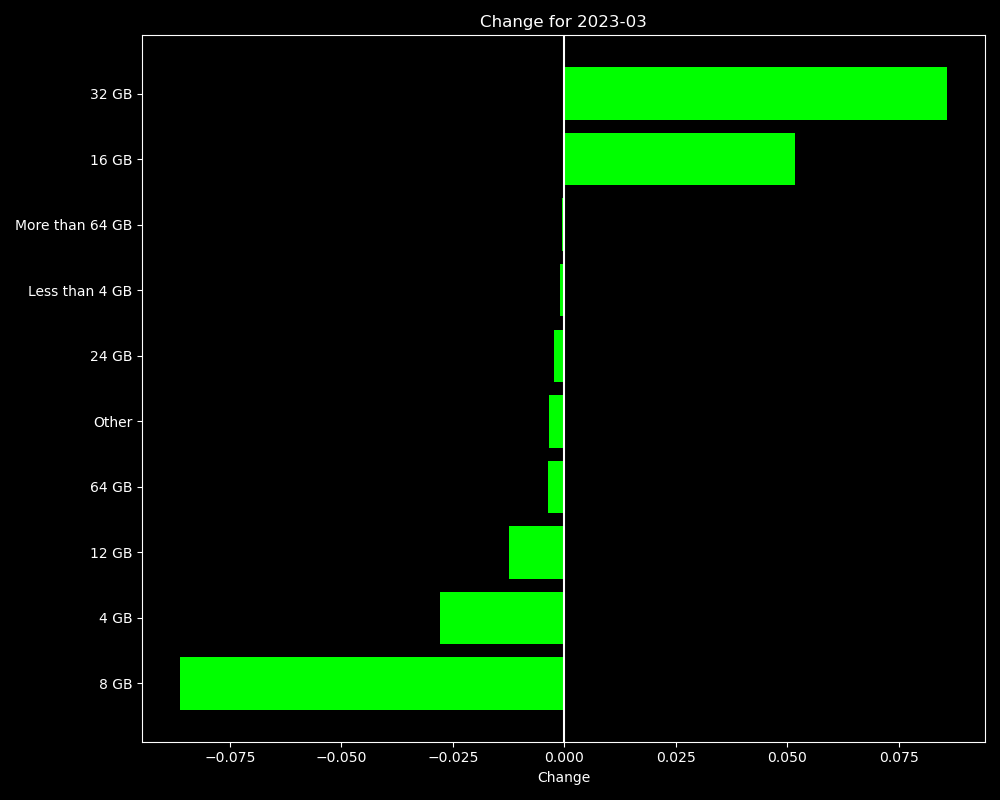 Change for 2023-03
32 GB
16 GB
More than 64 GB
Less than 4 GB
24 GB
Other
64 GB
12 GB
4 GB
8 GB
−0.075 −0.050 −0.025 0.000 0.025 0.050 0.075
Change